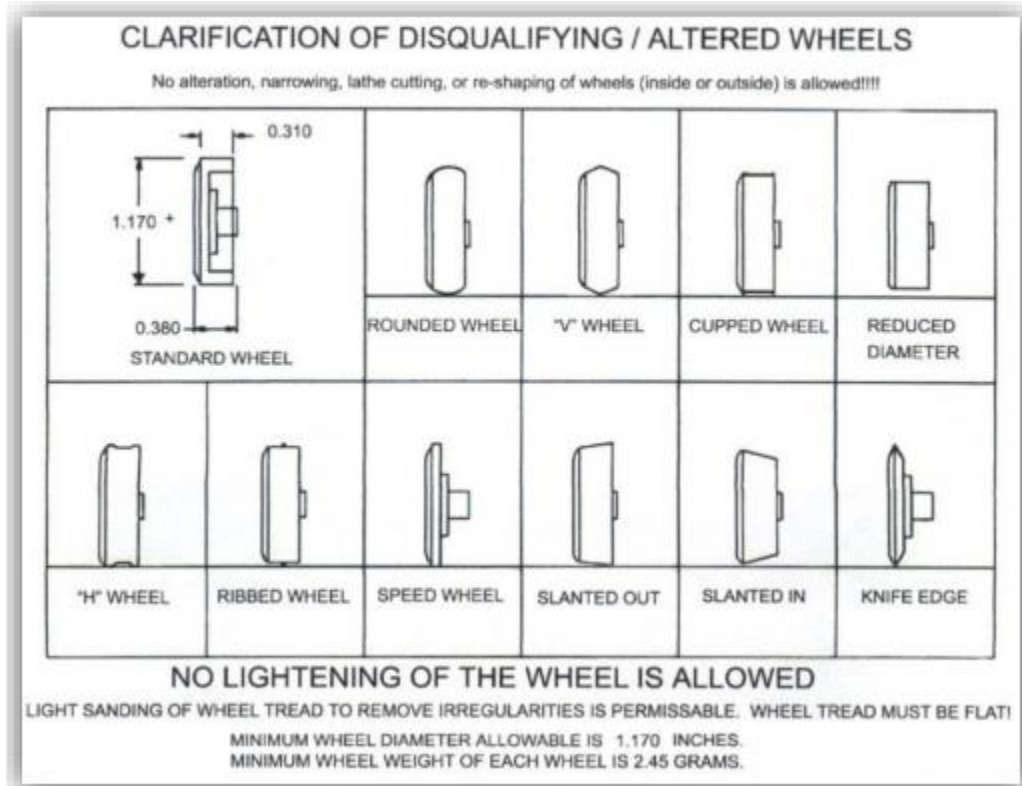 CLARIFICATION OF DISQUALIFYING / ALTERED WHEELS
No alteration, narrowing, lathe cutting, or re-shaping of wheels (inside or outside) is allowed!!!!
0.310
1.170 +
0.380
STANDARD WHEEL
ROUNDED WHEEL
"V" WHEEL
CUPPED WHEEL
REDUCED
DIAMETER
"H" WHEEL
RIBBED WHEEL
SPEED WHEEL
SLANTED OUT
SLANTED IN
KNIFE EDGE
NO LIGHTENING OF THE WHEEL IS ALLOWED
LIGHT SANDING OF WHEEL TREAD TO REMOVE IRREGULARITIES IS PERMISSABLE. WHEEL TREAD MUST BE FLAT!
MINIMUM WHEEL DIAMETER ALLOWABLE IS 1.170 INCHES.
MINIMUM WHEEL WEIGHT OF EACH WHEEL IS 2.45 GRAMS.